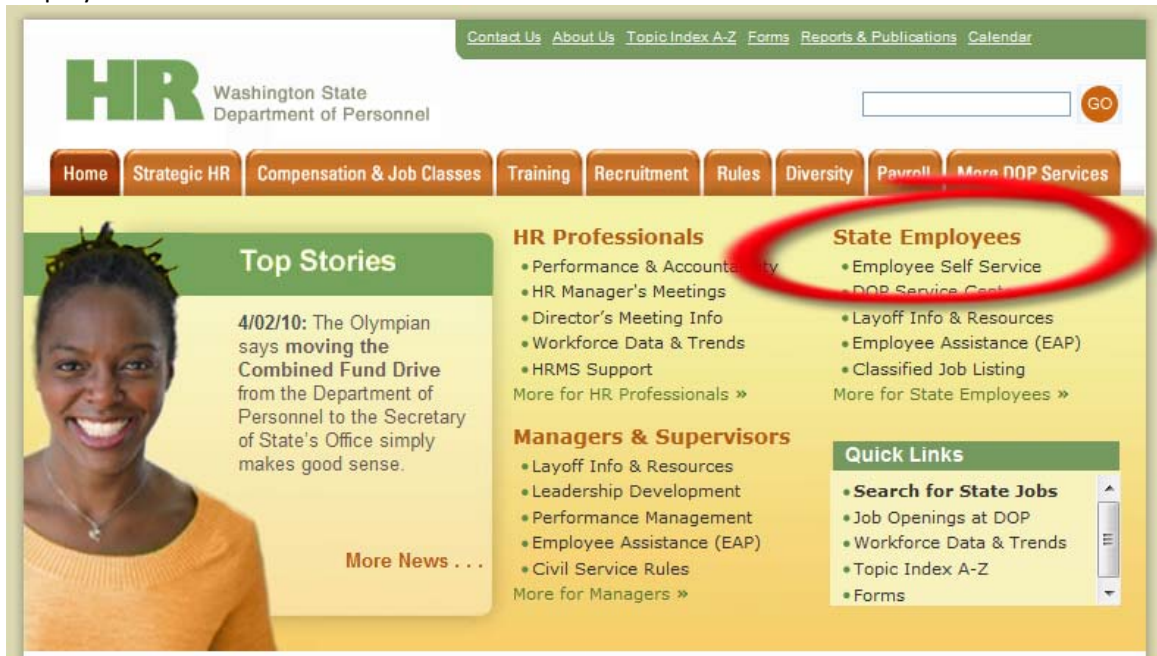 Contact Us About Us Topic Index A-Z Forms Reports & Publications Calendar
HR
Washington State
Department of Personnel
GO
Home Strategic HR Compensation & Job Classes Training Recruitment Rules Diversity Payroll More DOP Services
Top Stories
4/02/10: The Olympian
says moving the
Combined Fund Drive
from the Department of
Personnel to the Secretary
of State's Office simply
makes good sense.
More News . . .
HR Professionals
• Performance & Accountability
• HR Manager's Meetings
• Director's Meeting Info
• Workforce Data & Trends
• HRMS Support
More for HR Professionals »
Managers & Supervisors
• Layoff Info & Resources
• Leadership Development
• Performance Management
• Employee Assistance (EAP)
• Civil Service Rules
More for Managers »
State Employees
• Employee Self Service
• DOP Service Center
• Layoff Info & Resources
• Employee Assistance (EAP)
• Classified Job Listing
More for State Employees »
Quick Links
• Search for State Jobs
• Job Openings at DOP
• Workforce Data & Trends
• Topic Index A-Z
• Forms